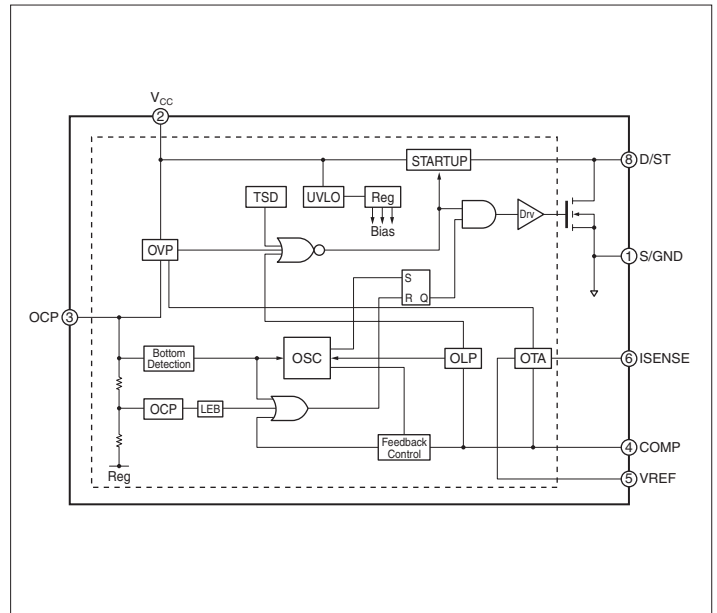 VCC
2
8 D/ST
STARTUP
TSD
UVLO
Reg
Bias
Drv
OVP
1 S/GND
S
R Q
OCP 3
Bottom
Detection
OSC
OLP
OTA
6 ISENSE
OCP
LEB
Feedback
Control
4 COMP
Reg
5 VREF